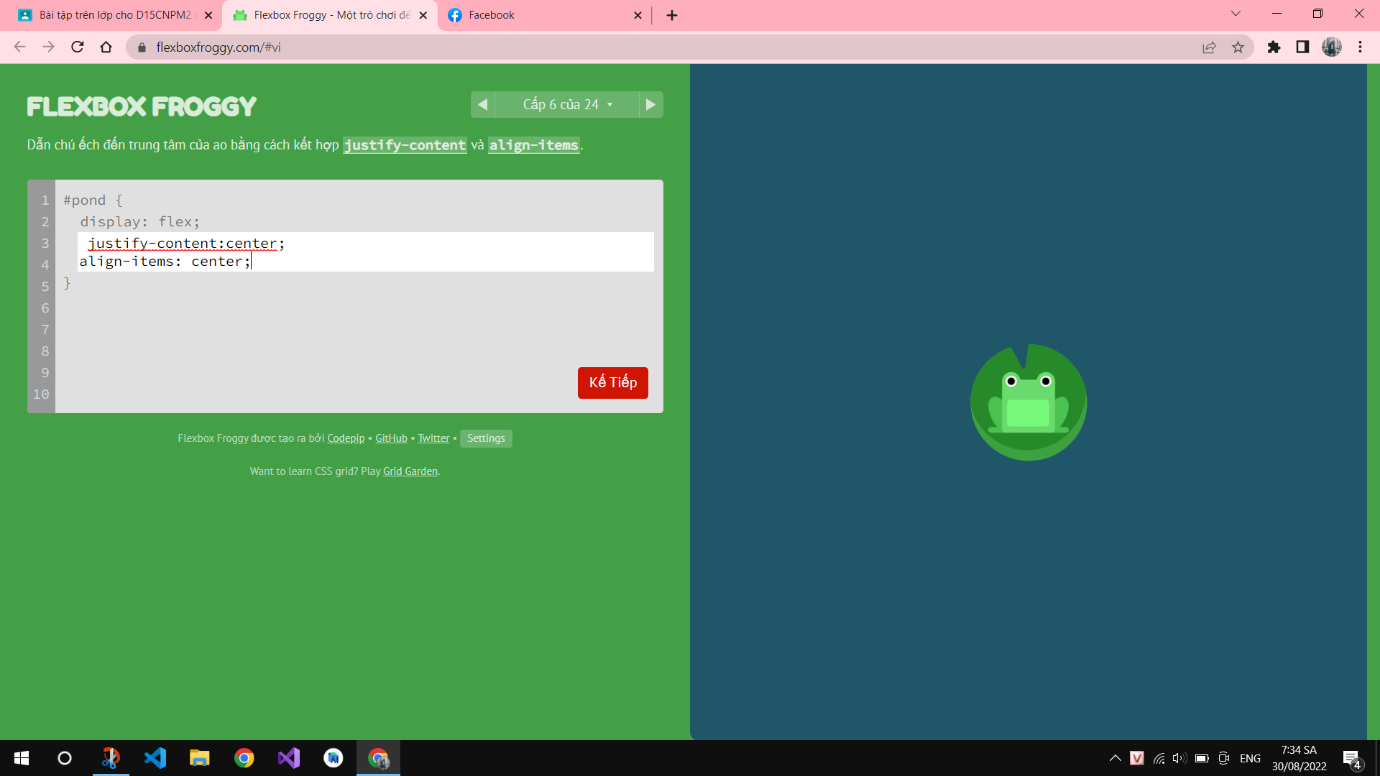 Bài tập trên lớp cho D15CNPM2
Flexbox Froggy - Một trò chơi để
Facebook
flexboxfroggy.com/#vi
FLEXBOX FROGGY
Cấp 6 của 24
Dẫn chú ếch đến trung tâm của ao bằng cách kết hợp justify-content và align-items.
1 #pond {
2 display: flex;
3 justify-content:center;
4 align-items: center;
5 }
6
7
8
9
10
Kế Tiếp
Flexbox Froggy được tạo ra bởi Codepip • GitHub • Twitter • Settings
Want to learn CSS grid? Play Grid Garden.
V
ENG
7:34 SA
30/08/2022
4